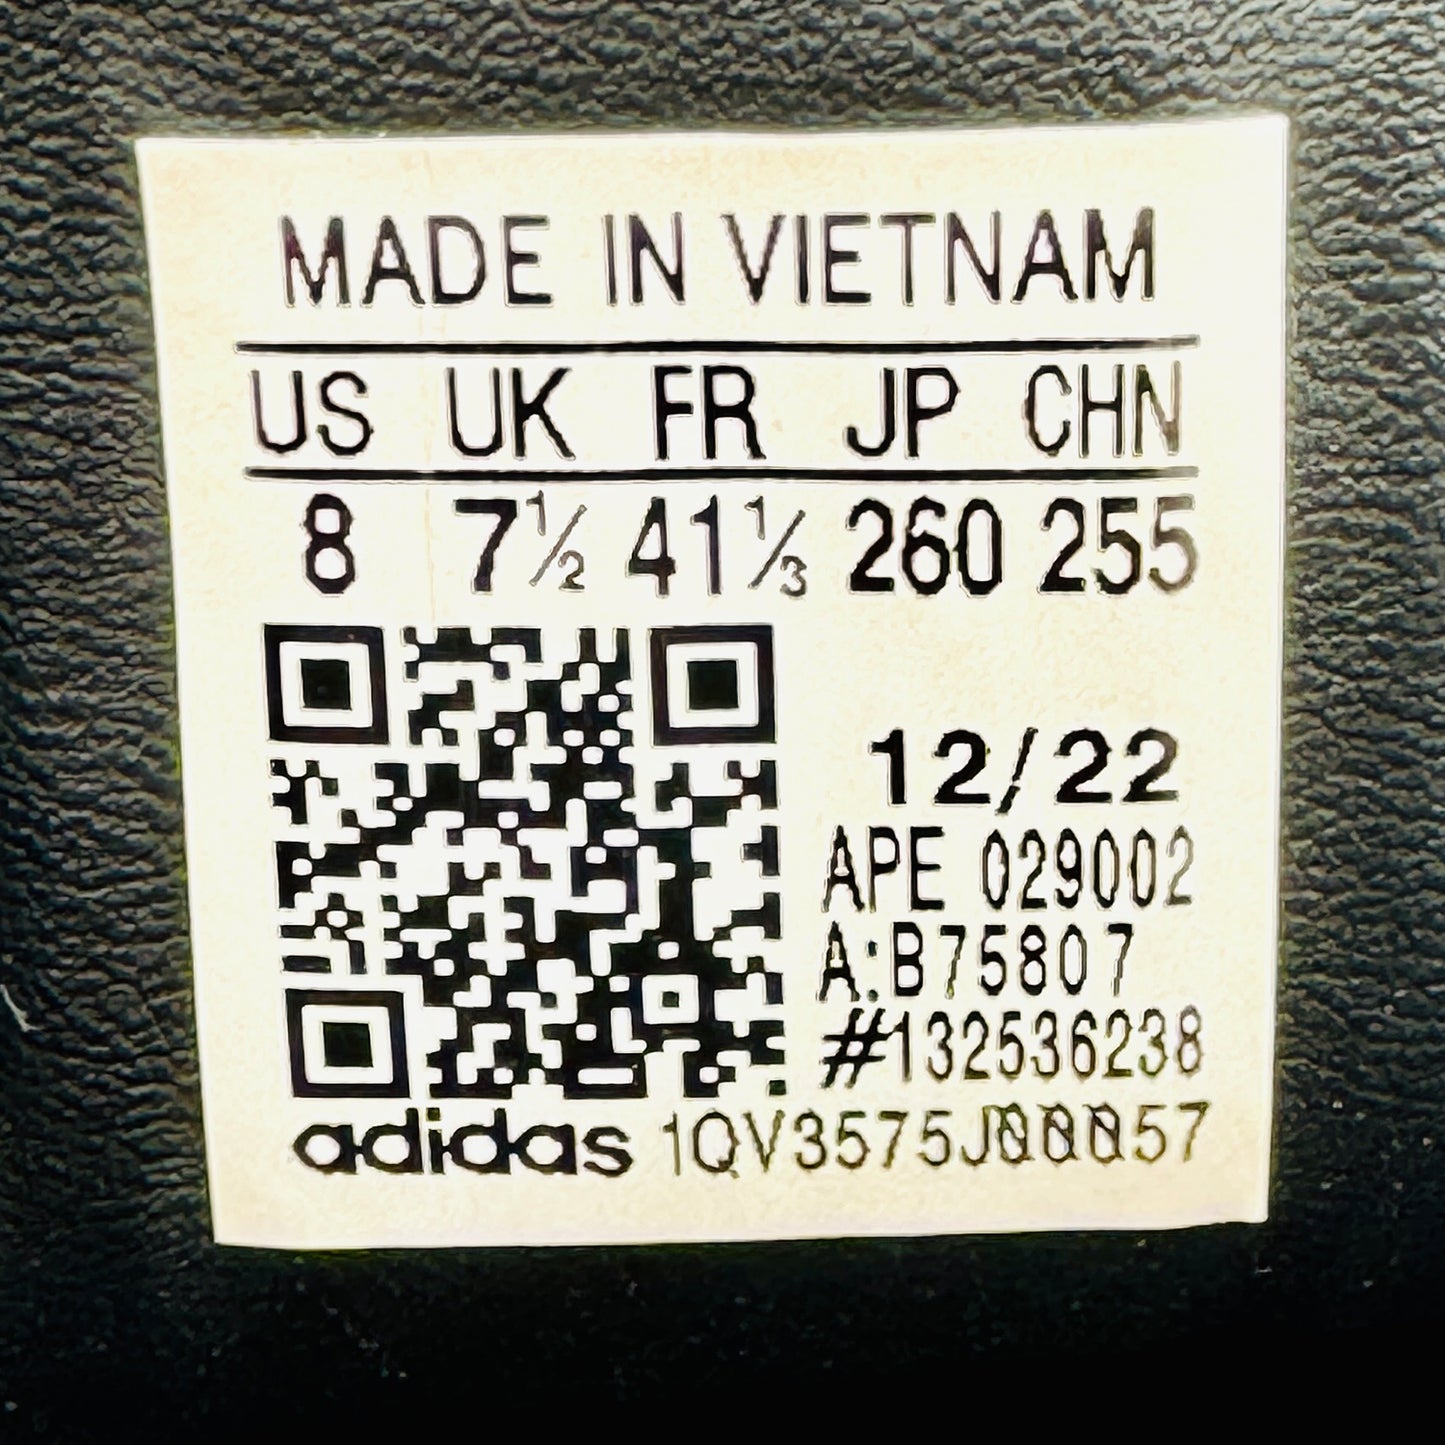 MADE IN VIETNAM
US UK FR JP CHN
8 7½ 41⅓ 260 255
12/22
APE 029002
A:B75807
#132536238
adidas 1QV3575J00057